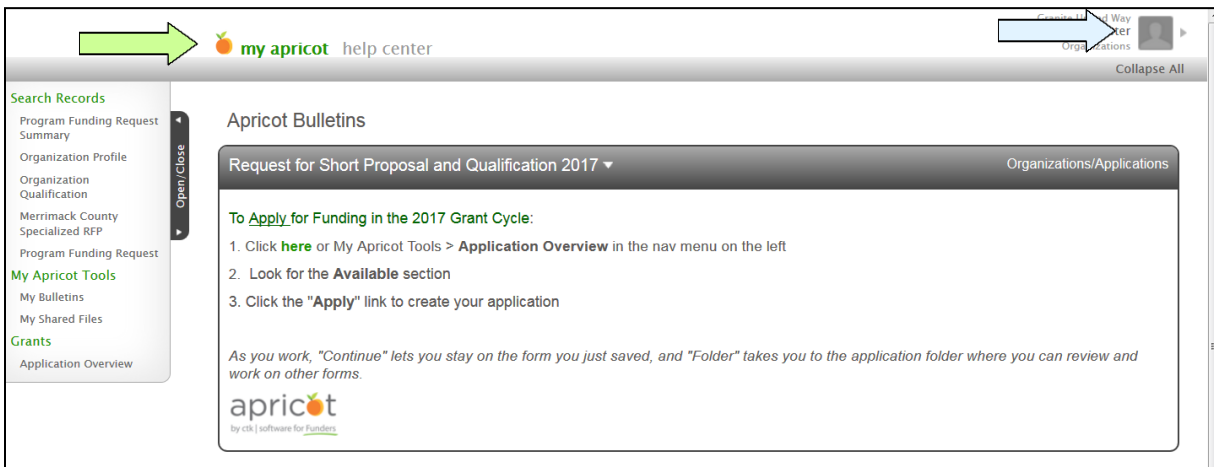 Granite United Way
my apricot help center
Organizations
Collapse All
Search Records
Program Funding Request
Summary
Organization Profile
Organization
Qualification
Merrimack County
Specialized RFP
Program Funding Request
My Apricot Tools
My Bulletins
My Shared Files
Grants
Application Overview
Open/Close
Apricot Bulletins
Request for Short Proposal and Qualification 2017
Organizations/Applications
To Apply for Funding in the 2017 Grant Cycle:
1. Click here or My Apricot Tools > Application Overview in the nav menu on the left
2. Look for the Available section
3. Click the "Apply" link to create your application
As you work, "Continue" lets you stay on the form you just saved, and "Folder" takes you to the application folder where you can review and
work on other forms.
apricot
by ctk | software for Funders